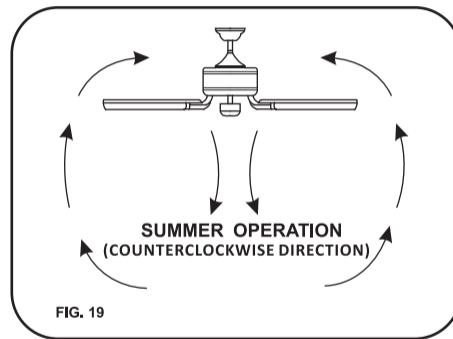 SUMMER OPERATION
(COUNTERCLOCKWISE DIRECTION)
FIG. 19